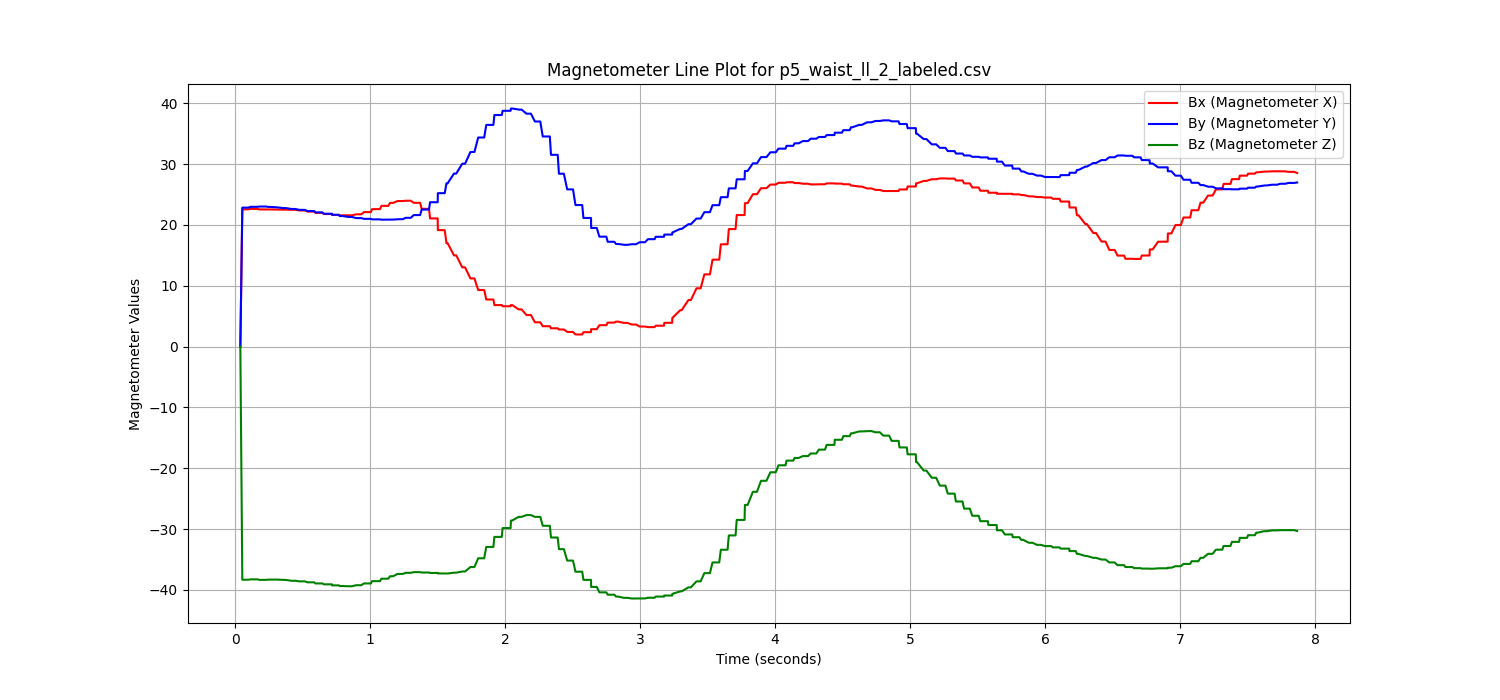 Magnetometer Line Plot for p5_waist_ll_2_labeled.csv
Bx (Magnetometer X)
By (Magnetometer Y)
Bz (Magnetometer Z)
Magnetometer Values
40
30
20
10
0
−10
−20
−30
−40
0 1 2 3 4 5 6 7 8
Time (seconds)